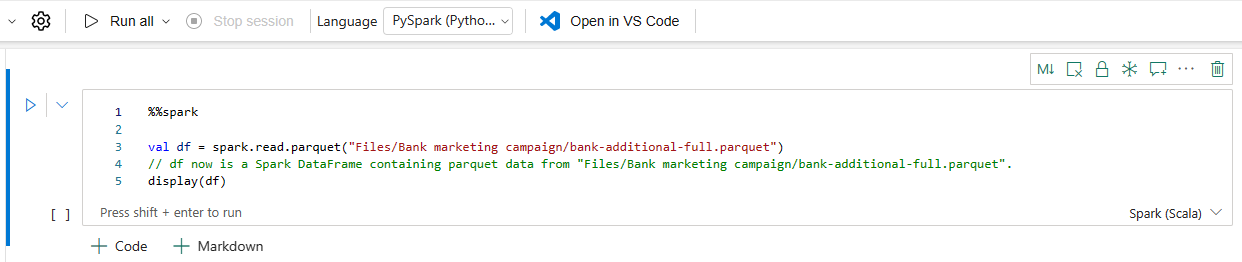 Run all Stop session Language PySpark (Pytho... Open in VS Code
M↓
1 %%spark
2
3 val df = spark.read.parquet("Files/Bank marketing campaign/bank-additional-full.parquet")
4 // df now is a Spark DataFrame containing parquet data from "Files/Bank marketing campaign/bank-additional-full.parquet".
5 display(df)
[ ] Press shift + enter to run Spark (Scala)
+ Code + Markdown